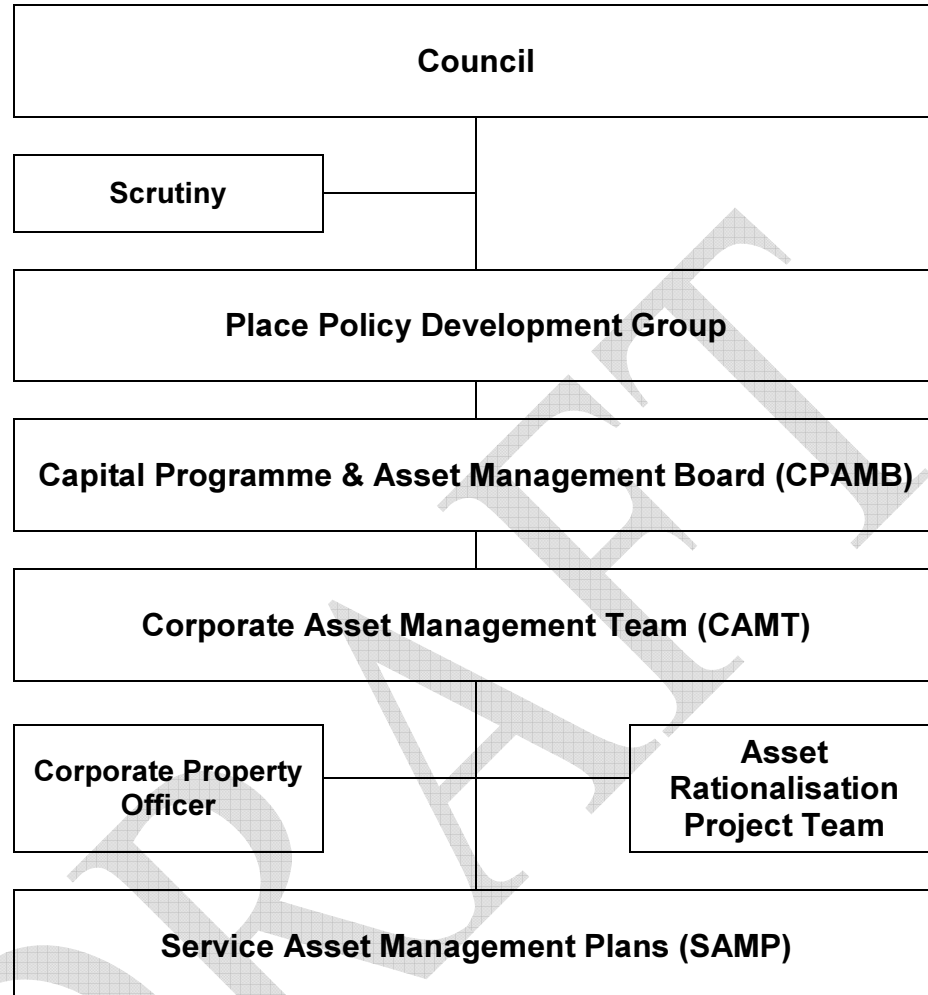 Council
Scrutiny
Place Policy Development Group
Capital Programme & Asset Management Board (CPAMB)
Corporate Asset Management Team (CAMT)
Corporate Property
Officer
Asset
Rationalisation
Project Team
Service Asset Management Plans (SAMP)
DRAFT